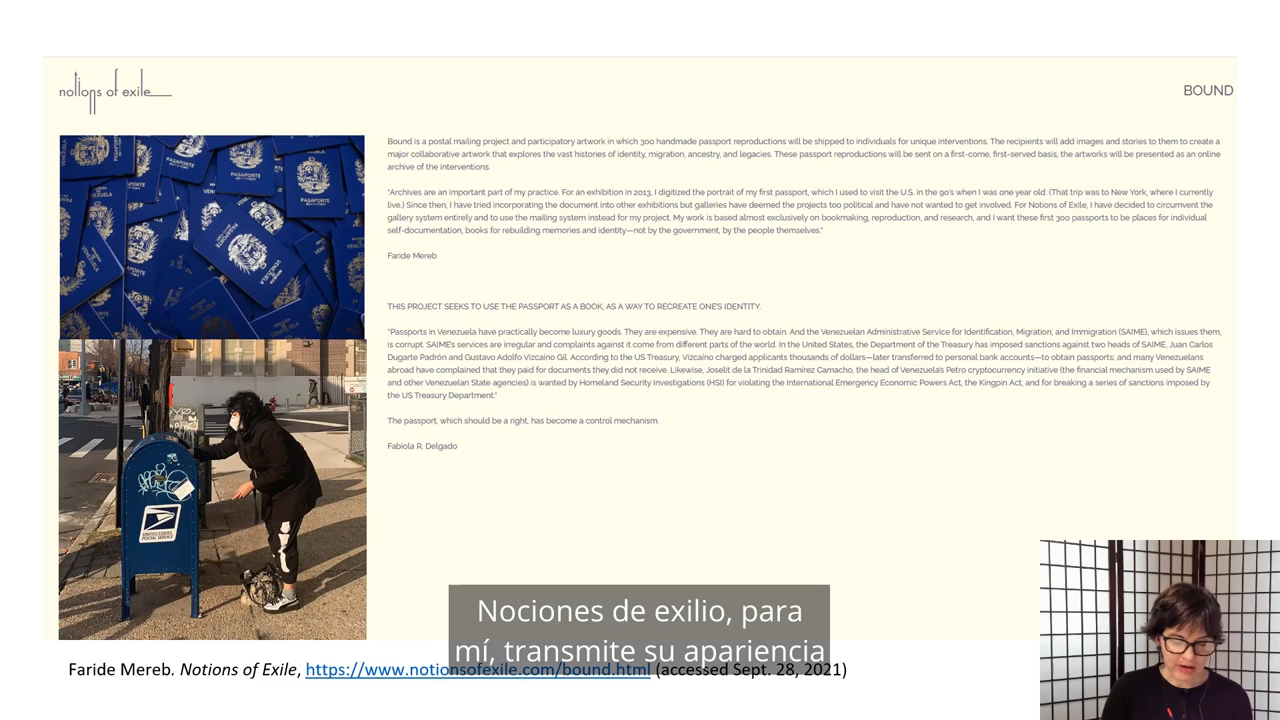 notions of exile
BOUND
PASAPORTE
VENEZUELA
UNITED STATES
POSTAL SERVICE
Bound is a postal mailing project and participatory artwork in which 300 handmade passport reproductions will be shipped to individuals for unique interventions. The recipients will add images and stories to them to create a
major collaborative artwork that explores the vast histories of identity, migration, ancestry, and legacies. These passport reproductions will be sent on a first-come, first-served basis, the artworks will be presented as an online
archive of the interventions.
"Archives are an important part of my practice. For an exhibition in 2013, I digitized the portrait of my first passport, which I used to visit the U.S. in the 90's when I was one year old. (That trip was to New York, where I currently
live.) Since then, I have tried incorporating the document into other exhibitions but galleries have deemed the projects too political and have not wanted to get involved. For Notions of Exile, I have decided to circumvent the
gallery system entirely and to use the mailing system instead for my project. My work is based almost exclusively on bookmaking, reproduction, and research, and I want these first 300 passports to be places for individual
self-documentation, books for rebuilding memories and identity—not by the government, by the people themselves."
Faride Mereb
THIS PROJECT SEEKS TO USE THE PASSPORT AS A BOOK, AS A WAY TO RECREATE ONE'S IDENTITY.
"Passports in Venezuela have practically become luxury goods. They are expensive. They are hard to obtain. And the Venezuelan Administrative Service for Identification, Migration, and Immigration (SAIME), which issues them,
is corrupt. SAIME's services are irregular and complaints against it come from different parts of the world. In the United States, the Department of the Treasury has imposed sanctions against two heads of SAIME, Juan Carlos
Dugarte Padrón and Gustavo Adolfo Vizcaíno Gil. According to the US Treasury, Vizcaíno charged applicants thousands of dollars—later transferred to personal bank accounts—to obtain passports; and many Venezuelans
abroad have complained that they paid for documents they did not receive. Likewise, Joselit de la Trinidad Ramírez Camacho, the head of Venezuela's Petro cryptocurrency initiative (the financial mechanism used by SAIME
and other Venezuelan State agencies) is wanted by Homeland Security Investigations (HSI) for violating the International Emergency Economic Powers Act, the Kingpin Act, and for breaking a series of sanctions imposed by
the US Treasury Department."
The passport, which should be a right, has become a control mechanism.
Fabiola R. Delgado
Nociones de exilio, para
mí, transmite su apariencia
Faride Mereb. Notions of Exile, https://www.notionsofexile.com/bound.html (accessed Sept. 28, 2021)